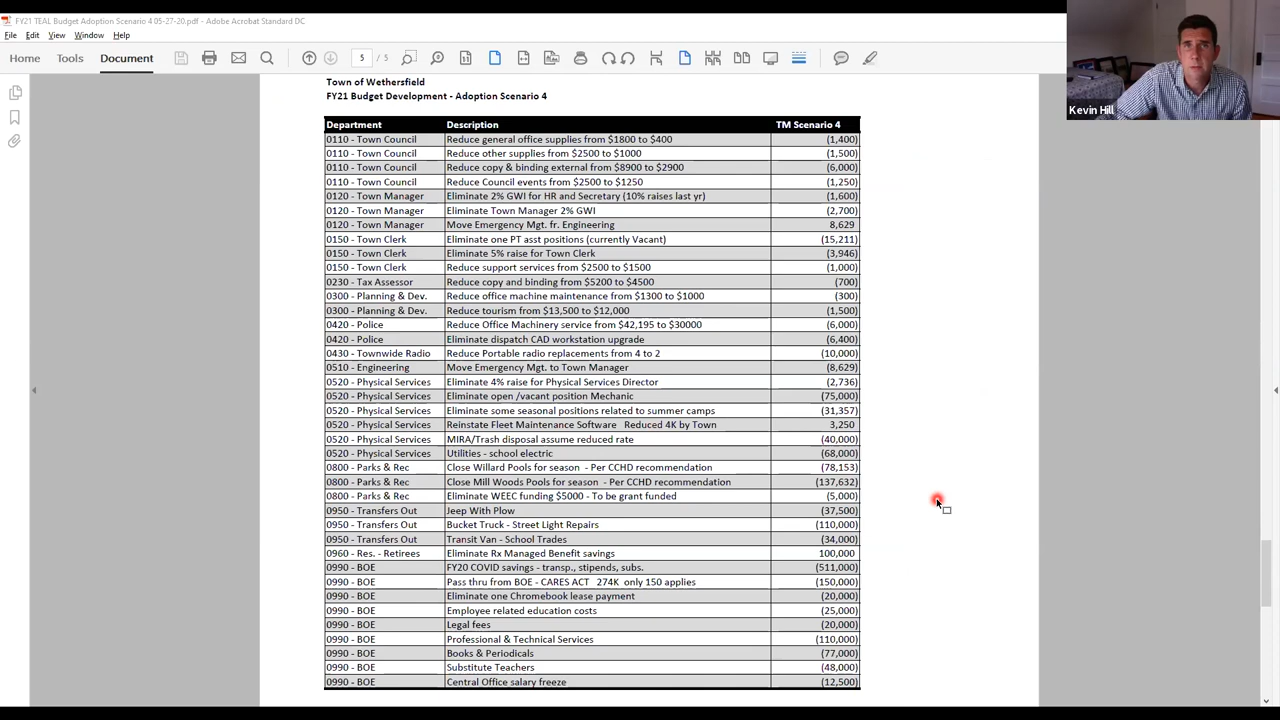 FY21 TEAL Budget Adoption Scenario 4 05-27-20.pdf - Adobe Acrobat Standard DC
File Edit View Window Help
Home Tools Document 5 / 5
Kevin Hill
Town of Wethersfield
FY21 Budget Development - Adoption Scenario 4
Department Description TM Scenario 4
0110 - Town Council Reduce general office supplies from $1800 to $400 (1,400)
0110 - Town Council Reduce other supplies from $2500 to $1000 (1,500)
0110 - Town Council Reduce copy & binding external from $8900 to $2900 (6,000)
0110 - Town Council Reduce Council events from $2500 to $1250 (1,250)
0120 - Town Manager Eliminate 2% GWI for HR and Secretary (10% raises last yr) (1,600)
0120 - Town Manager Eliminate Town Manager 2% GWI (2,700)
0120 - Town Manager Move Emergency Mgt. fr. Engineering 8,629
0150 - Town Clerk Eliminate one PT asst positions (currently Vacant) (15,211)
0150 - Town Clerk Eliminate 5% raise for Town Clerk (3,946)
0150 - Town Clerk Reduce support services from $2500 to $1500 (1,000)
0230 - Tax Assessor Reduce copy and binding from $5200 to $4500 (700)
0300 - Planning & Dev. Reduce office machine maintenance from $1300 to $1000 (300)
0300 - Planning & Dev. Reduce tourism from $13,500 to $12,000 (1,500)
0420 - Police Reduce Office Machinery service from $42,195 to $30000 (6,000)
0420 - Police Eliminate dispatch CAD workstation upgrade (6,400)
0430 - Townwide Radio Reduce Portable radio replacements from 4 to 2 (10,000)
0510 - Engineering Move Emergency Mgt. to Town Manager (8,629)
0520 - Physical Services Eliminate 4% raise for Physical Services Director (2,736)
0520 - Physical Services Eliminate open /vacant position Mechanic (75,000)
0520 - Physical Services Eliminate some seasonal positions related to summer camps (31,357)
0520 - Physical Services Reinstate Fleet Maintenance Software Reduced 4K by Town 3,250
0520 - Physical Services MIRA/Trash disposal assume reduced rate (40,000)
0520 - Physical Services Utilities - school electric (68,000)
0800 - Parks & Rec Close Willard Pools for season - Per CCHD recommendation (78,153)
0800 - Parks & Rec Close Mill Woods Pools for season - Per CCHD recommendation (137,632)
0800 - Parks & Rec Eliminate WEEC funding $5000 - To be grant funded (5,000)
0950 - Transfers Out Jeep With Plow (37,500)
0950 - Transfers Out Bucket Truck - Street Light Repairs (110,000)
0950 - Transfers Out Transit Van - School Trades (34,000)
0960 - Res. - Retirees Eliminate Rx Managed Benefit savings 100,000
0990 - BOE FY20 COVID savings - transp., stipends, subs. (511,000)
0990 - BOE Pass thru from BOE - CARES ACT 274K only 150 applies (150,000)
0990 - BOE Eliminate one Chromebook lease payment (20,000)
0990 - BOE Employee related education costs (25,000)
0990 - BOE Legal fees (20,000)
0990 - BOE Professional & Technical Services (110,000)
0990 - BOE Books & Periodicals (77,000)
0990 - BOE Substitute Teachers (48,000)
0990 - BOE Central Office salary freeze (12,500)